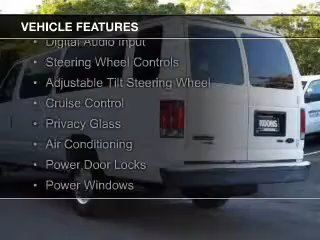 VEHICLE FEATURES
• Digital Audio Input
• Steering Wheel Controls
• Adjustable Tilt Steering Wheel
• Cruise Control
• Privacy Glass
• Air Conditioning
• Power Door Locks
• Power Windows
KOONS